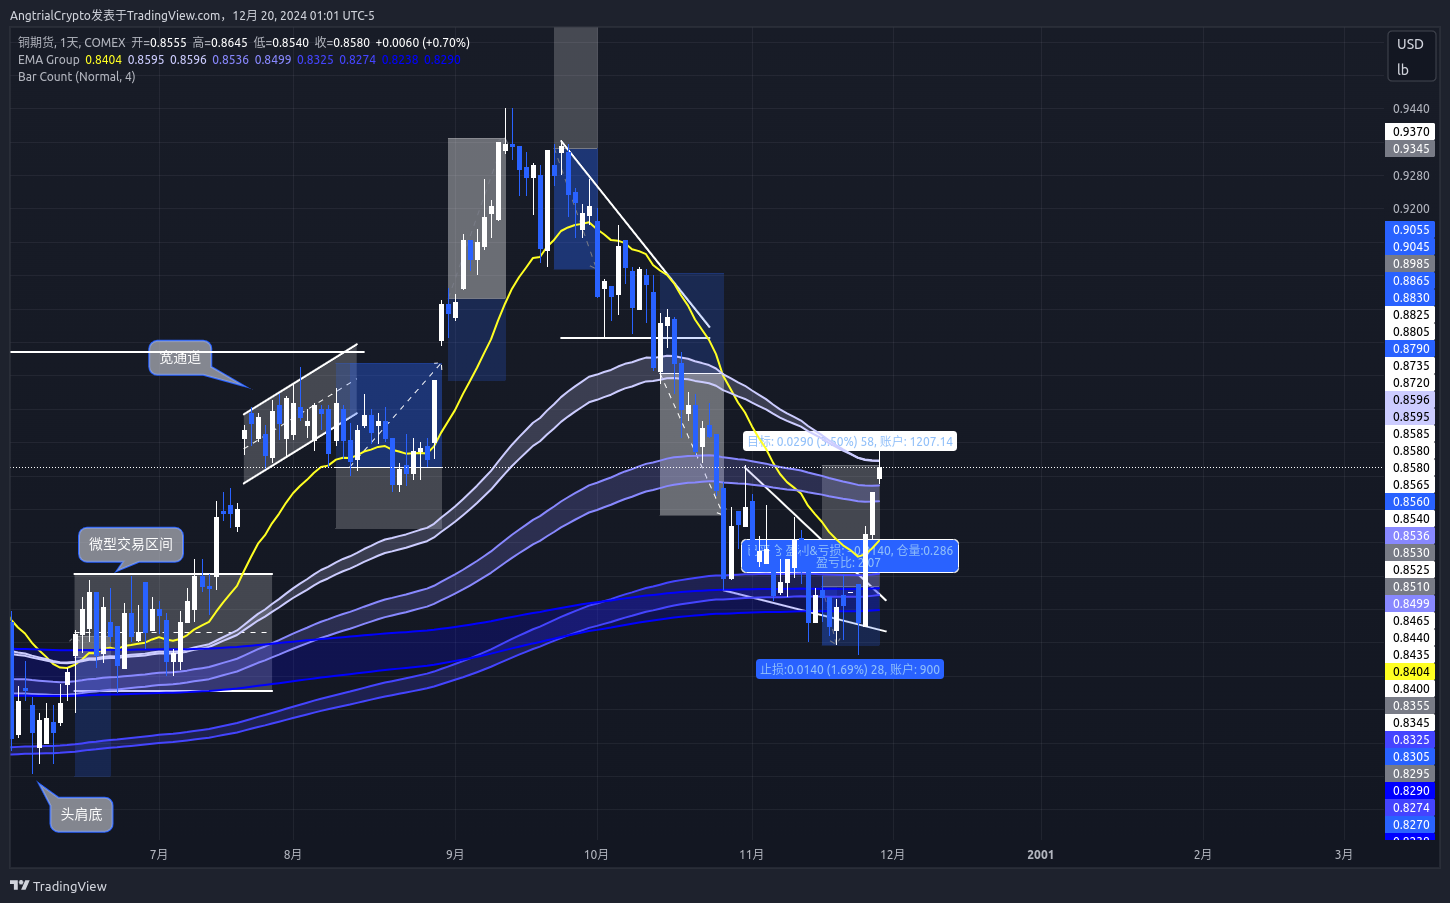 AngtrialCrypto发表于TradingView.com，12月 20, 2024 01:01 UTC-5
铜期货, 1天, COMEX 开=0.8555 高=0.8645 低=0.8540 收=0.8580 +0.0060 (+0.70%)
EMA Group 0.8404 0.8595 0.8596 0.8536 0.8499 0.8325 0.8274
Bar Count (Normal, 4)
USD
lb
0.9440
0.9370
0.9345
0.9280
0.9200
0.9055
0.9045
0.8985
0.8865
0.8830
0.8825
0.8805
0.8790
0.8735
0.8720
0.8596
0.8595
0.8585
0.8580
0.8580
0.8565
0.8560
0.8540
0.8536
0.8530
0.8525
0.8510
0.8499
0.8465
0.8440
0.8435
0.8404
0.8400
0.8355
0.8345
0.8325
0.8305
0.8295
0.8290
0.8274
0.8270
宽通道
目标: 0.0290 (3.50%) 58, 账户: 1207.14
微型交易区间
盈利&亏损: 仓量:0.286
盈亏比:
止损:0.0140 (1.69%) 28, 账户: 900
头肩底
7月
8月
9月
10月
11月
12月
2001
2月
3月
TradingView